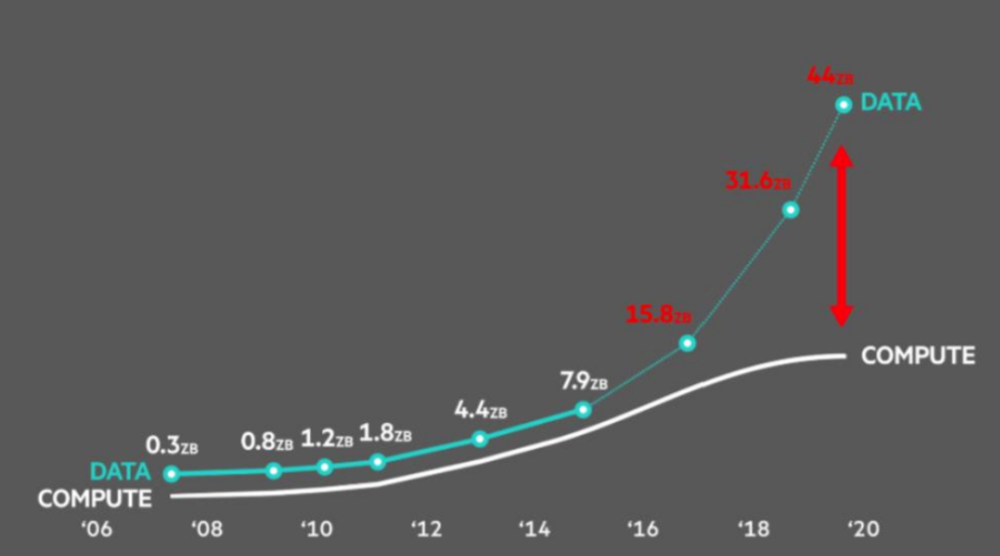 44ZB
DATA
31.6ZB
15.8ZB
COMPUTE
7.9ZB
4.4ZB
0.3ZB 0.8ZB 1.2ZB 1.8ZB
DATA
COMPUTE
‘06 ‘08 ‘10 ‘12 ‘14 ‘16 ‘18 ‘20